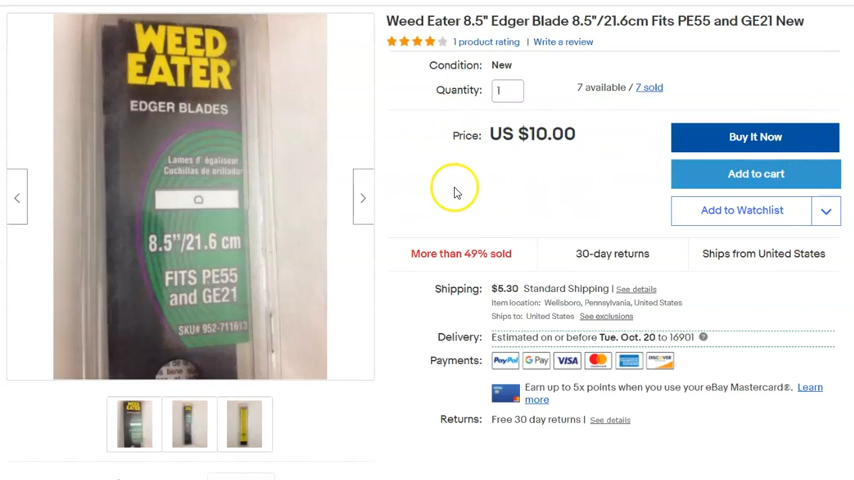 WEED
EATER
EDGER BLADES
Lames d' égaliseur
Cuchillas de orillador
8.5"/21.6 cm
FITS PE55
and GE21
Weed Eater 8.5" Edger Blade 8.5"/21.6cm Fits PE55 and GE21 New
1 product rating | Write a review
Condition: New
Quantity: 1 7 available / 7 sold
Price: US $10.00
Buy It Now
Add to cart
Add to Watchlist
More than 49% sold 30-day returns Ships from United States
Shipping: $5.30 Standard Shipping | See details
Item location: Wellsboro, Pennsylvania, United States
Ships to: United States See exclusions
Delivery: Estimated on or before Tue. Oct. 20 to 16901
Payments: PayPal G Pay VISA mastercard DISCOVER
Earn up to 5x points when you use your eBay Mastercard®. Learn
more
Returns: Free 30 day returns | See details